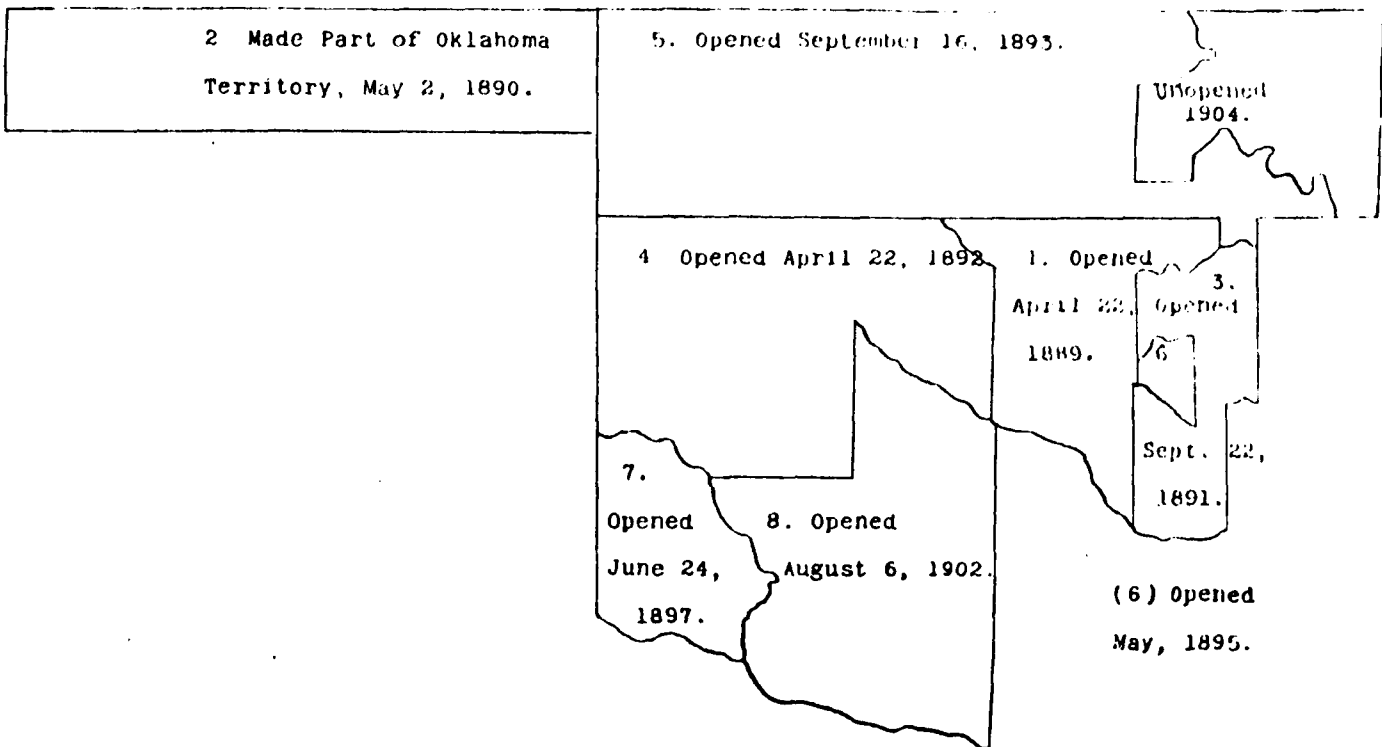 2 Made Part of Oklahoma
Territory, May 2, 1890.
5. Opened September 16, 1893.
Unopened
1904.
4 Opened April 22, 1892
1. Opened
April 22,
1889.
3.
Opened
6
Sept. 22,
1891.
7.
Opened
June 24,
1897.
8. Opened
August 6, 1902.
(6) Opened
May, 1895.